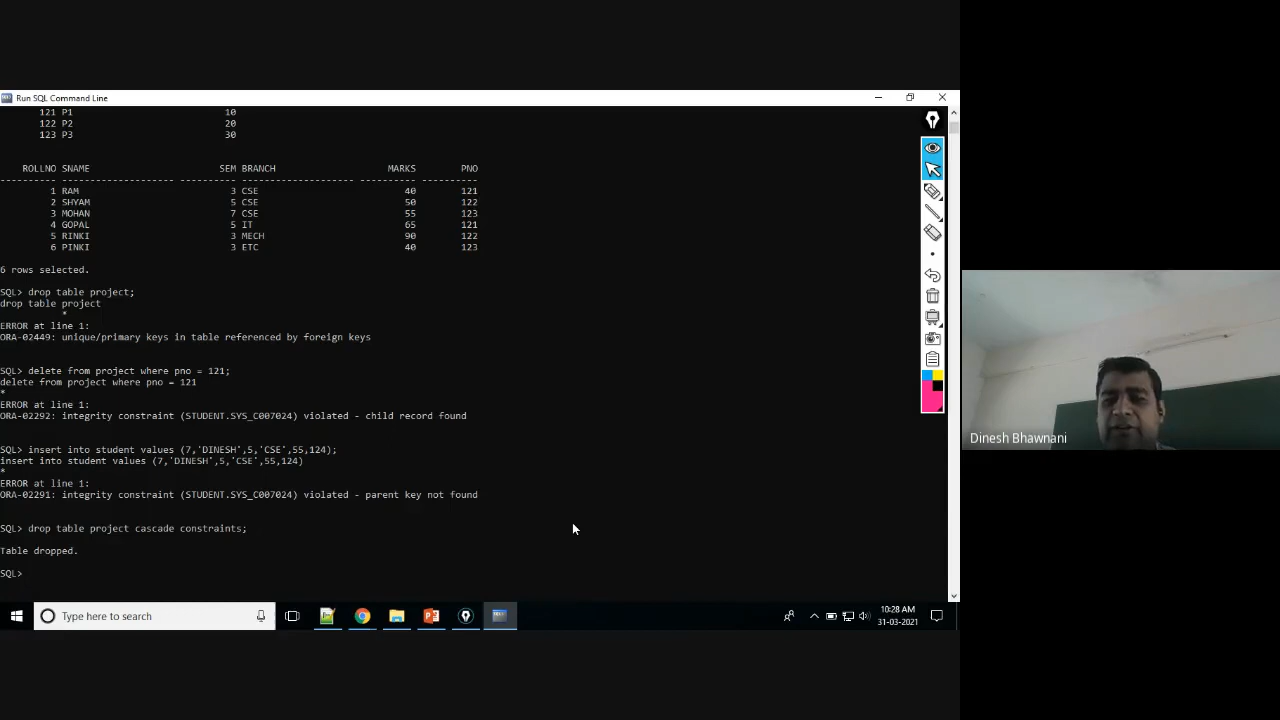 Run SQL Command Line
121 P1 10
122 P2 20
123 P3 30
ROLLNO SNAME SEM BRANCH MARKS PNO
---------- -------------------- ---------- -------------------- ---------- ----------
1 RAM 3 CSE 40 121
2 SHYAM 5 CSE 50 122
3 MOHAN 7 CSE 55 123
4 GOPAL 5 IT 65 121
5 RINKI 3 MECH 90 122
6 PINKI 3 ETC 40 123
6 rows selected.
SQL> drop table project;
drop table project
*
ERROR at line 1:
ORA-02449: unique/primary keys in table referenced by foreign keys
SQL> delete from project where pno = 121;
delete from project where pno = 121
*
ERROR at line 1:
ORA-02292: integrity constraint (STUDENT.SYS_C007024) violated - child record found
SQL> insert into student values (7,'DINESH',5,'CSE',55,124);
insert into student values (7,'DINESH',5,'CSE',55,124)
*
ERROR at line 1:
ORA-02291: integrity constraint (STUDENT.SYS_C007024) violated - parent key not found
SQL> drop table project cascade constraints;
Table dropped.
SQL>
Dinesh Bhawnani
Type here to search
10:28 AM
31-03-2021